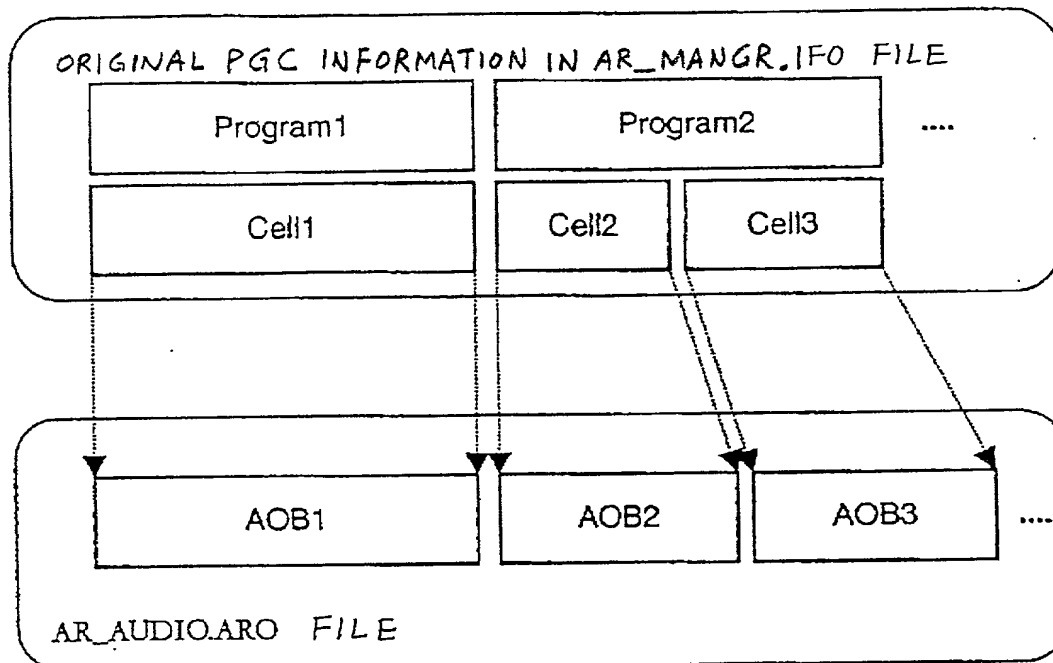 ORIGINAL PGC INFORMATION IN AR_MANGR.IFO FILE
Program1 Program2 ....
Cell1 Cell2 Cell3
AOB1 AOB2 AOB3 ....
AR_AUDIO.ARO FILE